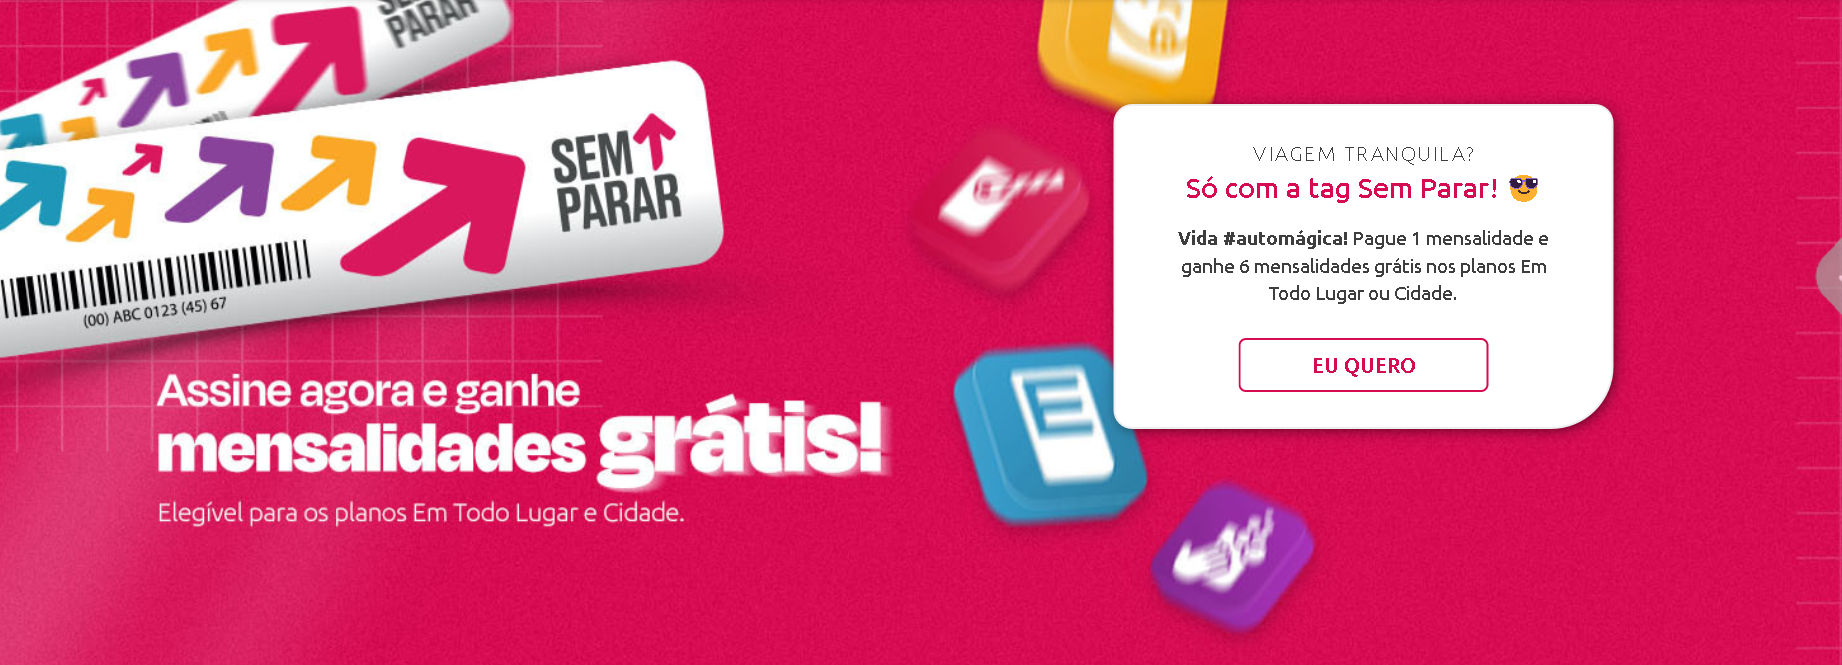 SEM
PARAR
SEM
PARAR
(00) ABC 0123 (45) 67
Assine agora e ganhe
mensalidades grátis!
Elegível para os planos Em Todo Lugar e Cidade.
VIAGEM TRANQUILA?
Só com a tag Sem Parar! 😎
Vida #automágica! Pague 1 mensalidade e
ganhe 6 mensalidades grátis nos planos Em
Todo Lugar ou Cidade.
EU QUERO
E